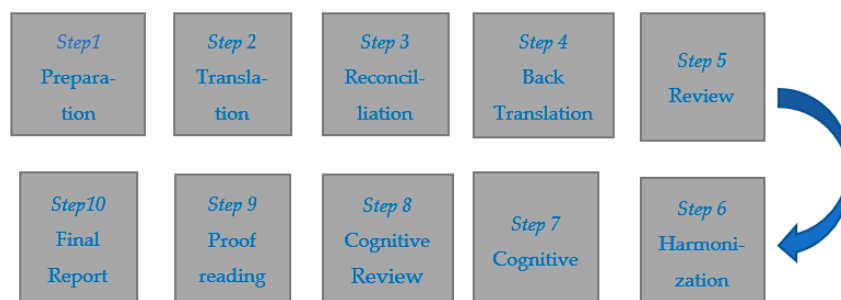 Step1
Prepara-
tion
Step 2
Transla-
tion
Step 3
Reconcil-
liation
Step 4
Back
Translation
Step 5
Review
Step 6
Harmoni-
zation
Step 7
Cognitive
Step 8
Cognitive
Review
Step 9
Proof
reading
Step10
Final
Report